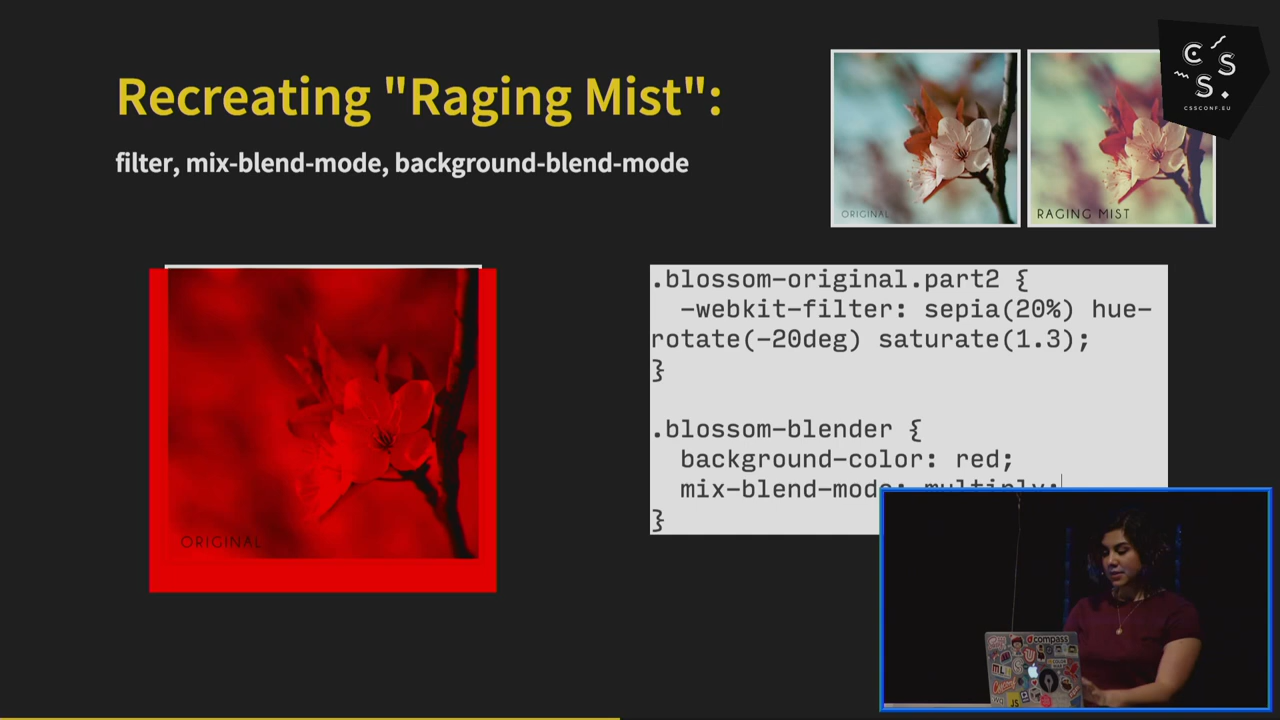 Recreating "Raging Mist":
filter, mix-blend-mode, background-blend-mode
ORIGINAL
RAGING MIST
C S
S.
CSSCONF.EU
ORIGINAL
.blossom-original.part2 {
-webkit-filter: sepia(20%) hue-
rotate(-20deg) saturate(1.3);
}
.blossom-blender {
background-color: red;
mix-blend-mode: multiply;
}
compass
JS